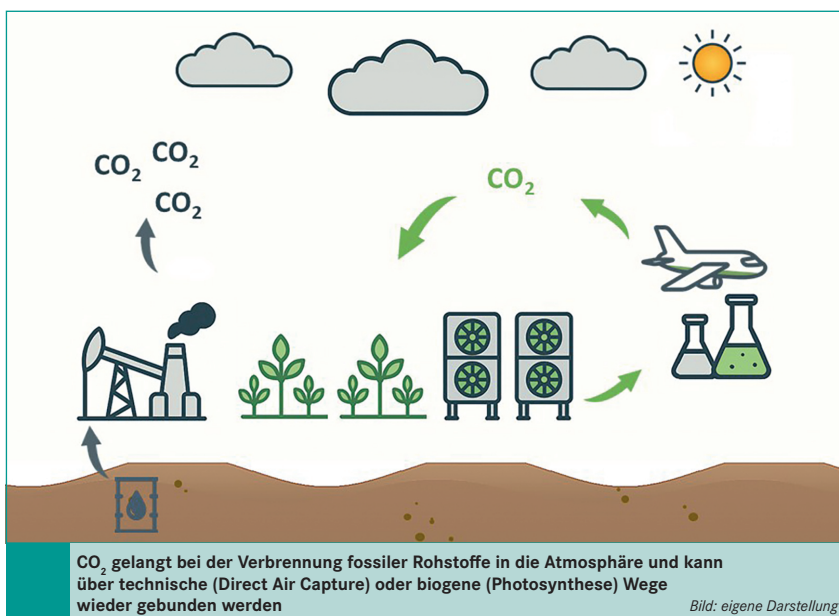 CO₂ CO₂
CO₂
CO₂
CO₂ gelangt bei der Verbrennung fossiler Rohstoffe in die Atmosphäre und kann
über technische (Direct Air Capture) oder biogene (Photosynthese) Wege
wieder gebunden werden
Bild: eigene Darstellung